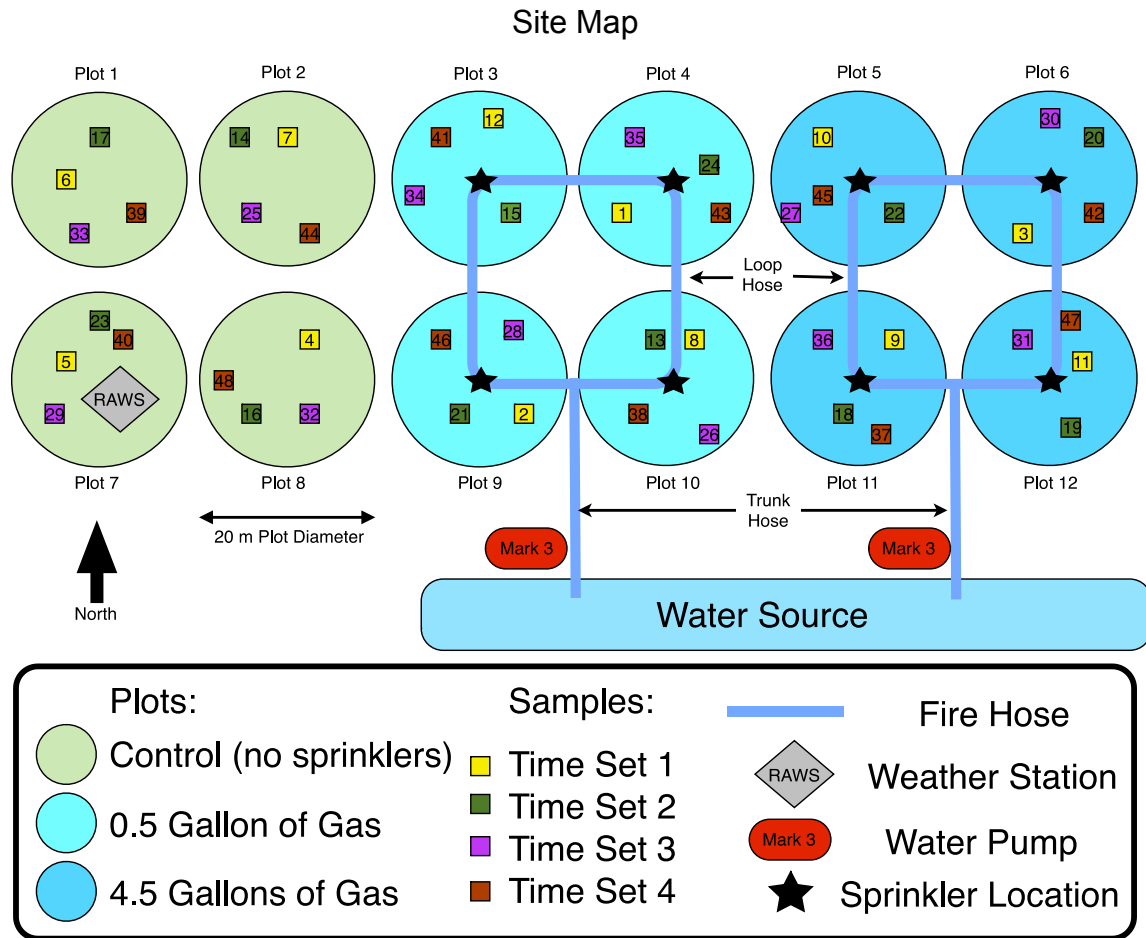 Site Map
Plot 1 Plot 2 Plot 3 Plot 4 Plot 5 Plot 6
17 14 7 41 12 35 24 10 30 20
6 39 33 25 44 34 15 1 43 27 45 22 3 42
Loop
Hose
23 40 5 29 RAWS 4 48 16 32 46 28 21 2 13 8 38 26 36 9 18 37 31 47 11 19
Plot 7 Plot 8 Plot 9 Plot 10 Plot 11 Plot 12
Trunk
Hose
20 m Plot Diameter
Mark 3 Mark 3
North
Water Source
Plots:
Control (no sprinklers)
0.5 Gallon of Gas
4.5 Gallons of Gas
Samples:
Time Set 1
Time Set 2
Time Set 3
Time Set 4
Fire Hose
RAWS Weather Station
Mark 3 Water Pump
Sprinkler Location